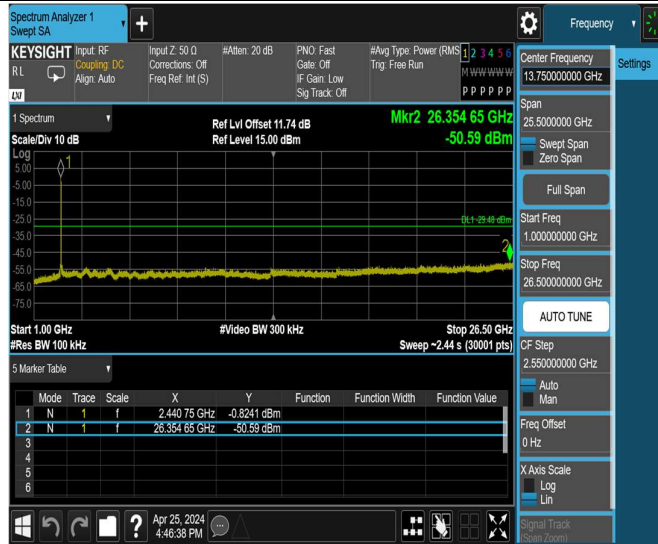 Spectrum Analyzer 1
Swept SA
+
Frequency
KEYSIGHT
RL
LXI
Input: RF
Coupling: DC
Align: Auto
Input Z: 50 Ω
Corrections: Off
Freq Ref: Int (S)
#Atten: 20 dB
PNO: Fast
Gate: Off
IF Gain: Low
Sig Track: Off
#Avg Type: Power (RMS
Trig: Free Run
1 2 3 4 5 6
M W W W W W
P P P P P P
1 Spectrum
Scale/Div 10 dB
Log
Ref Lvl Offset 11.74 dB
Ref Level 15.00 dBm
Mkr2 26.354 65 GHz
-50.59 dBm
5.00
-5.00
-15.0
-25.0
-35.0
-45.0
-55.0
-65.0
-75.0
1
DL1 -29.48 dBm
2
Start 1.00 GHz
#Res BW 100 kHz
#Video BW 300 kHz
Stop 26.50 GHz
Sweep ~2.44 s (30001 pts)
5 Marker Table
Mode Trace Scale X Y Function Function Width Function Value
1 N 1 f 2.440 75 GHz -0.8241 dBm
2 N 1 f 26.354 65 GHz -50.59 dBm
3
4
5
6
Apr 25, 2024
4:46:38 PM
Center Frequency
13.750000000 GHz
Settings
Span
25.5000000 GHz
Swept Span
Zero Span
Full Span
Start Freq
1.000000000 GHz
Stop Freq
26.500000000 GHz
AUTO TUNE
CF Step
2.550000000 GHz
Auto
Man
Freq Offset
0 Hz
X Axis Scale
Log
Lin
Signal Track
(Span Zoom)